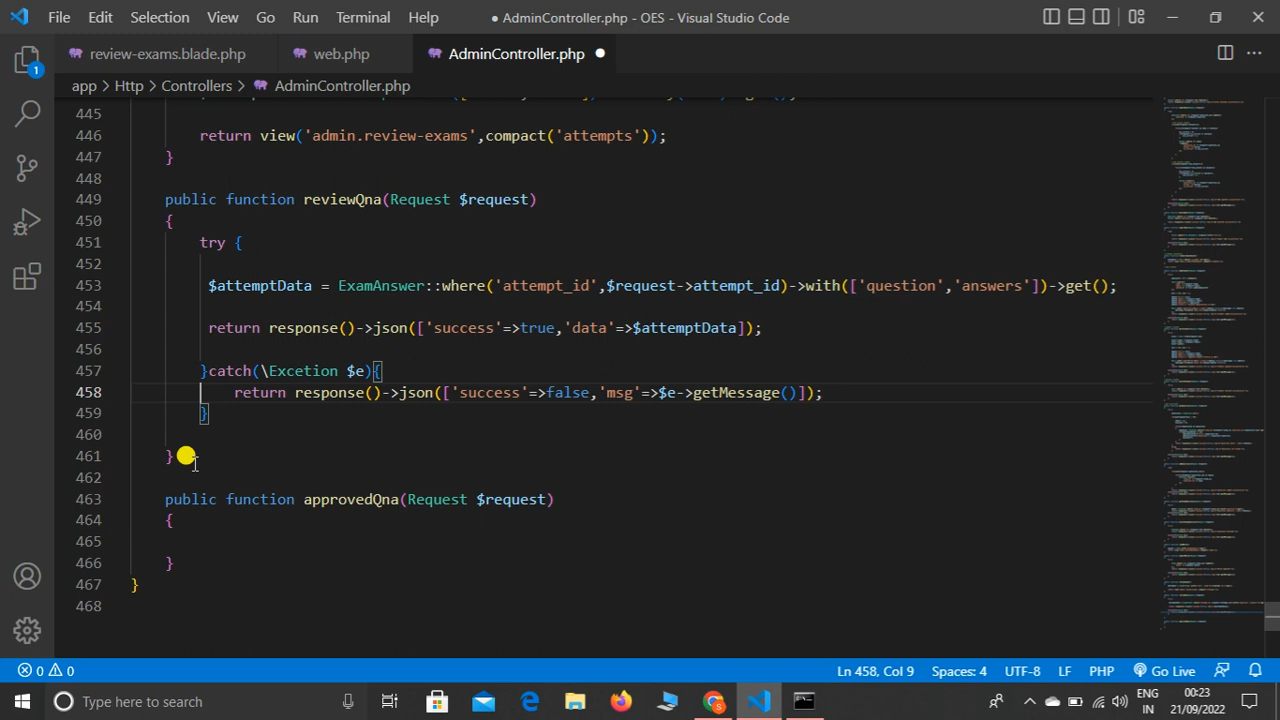 File Edit Selection View Go Run Terminal Help
● AdminController.php - OES - Visual Studio Code
review-exams.blade.php web.php AdminController.php ●
app > Http > Controllers > AdminController.php
445
446 return view('admin.review-exams',compact('attempts'));
447 }
448
449 public function reviewQna(Request $request)
450 {
451 try {
452
453 $attemptData = ExamAnswer::where('attempt_id',$request->attempt_id)->with(['question','answers'])->get();
454
455 return response()->json(['success'=>true,'data'=>$attemptData]);
456
457 }catch(\Excetion $e){
458 return response()->json(['success'=>false,'msg'=>$e->getMessage()]);
459 }
460
461 }
462
463 public function approvedQna(Request $request)
464 {
465
466 }
467 }
468
1
0 0 Ln 458, Col 9 Spaces: 4 UTF-8 LF PHP Go Live
Type here to search
ENG IN
00:23
21/09/2022